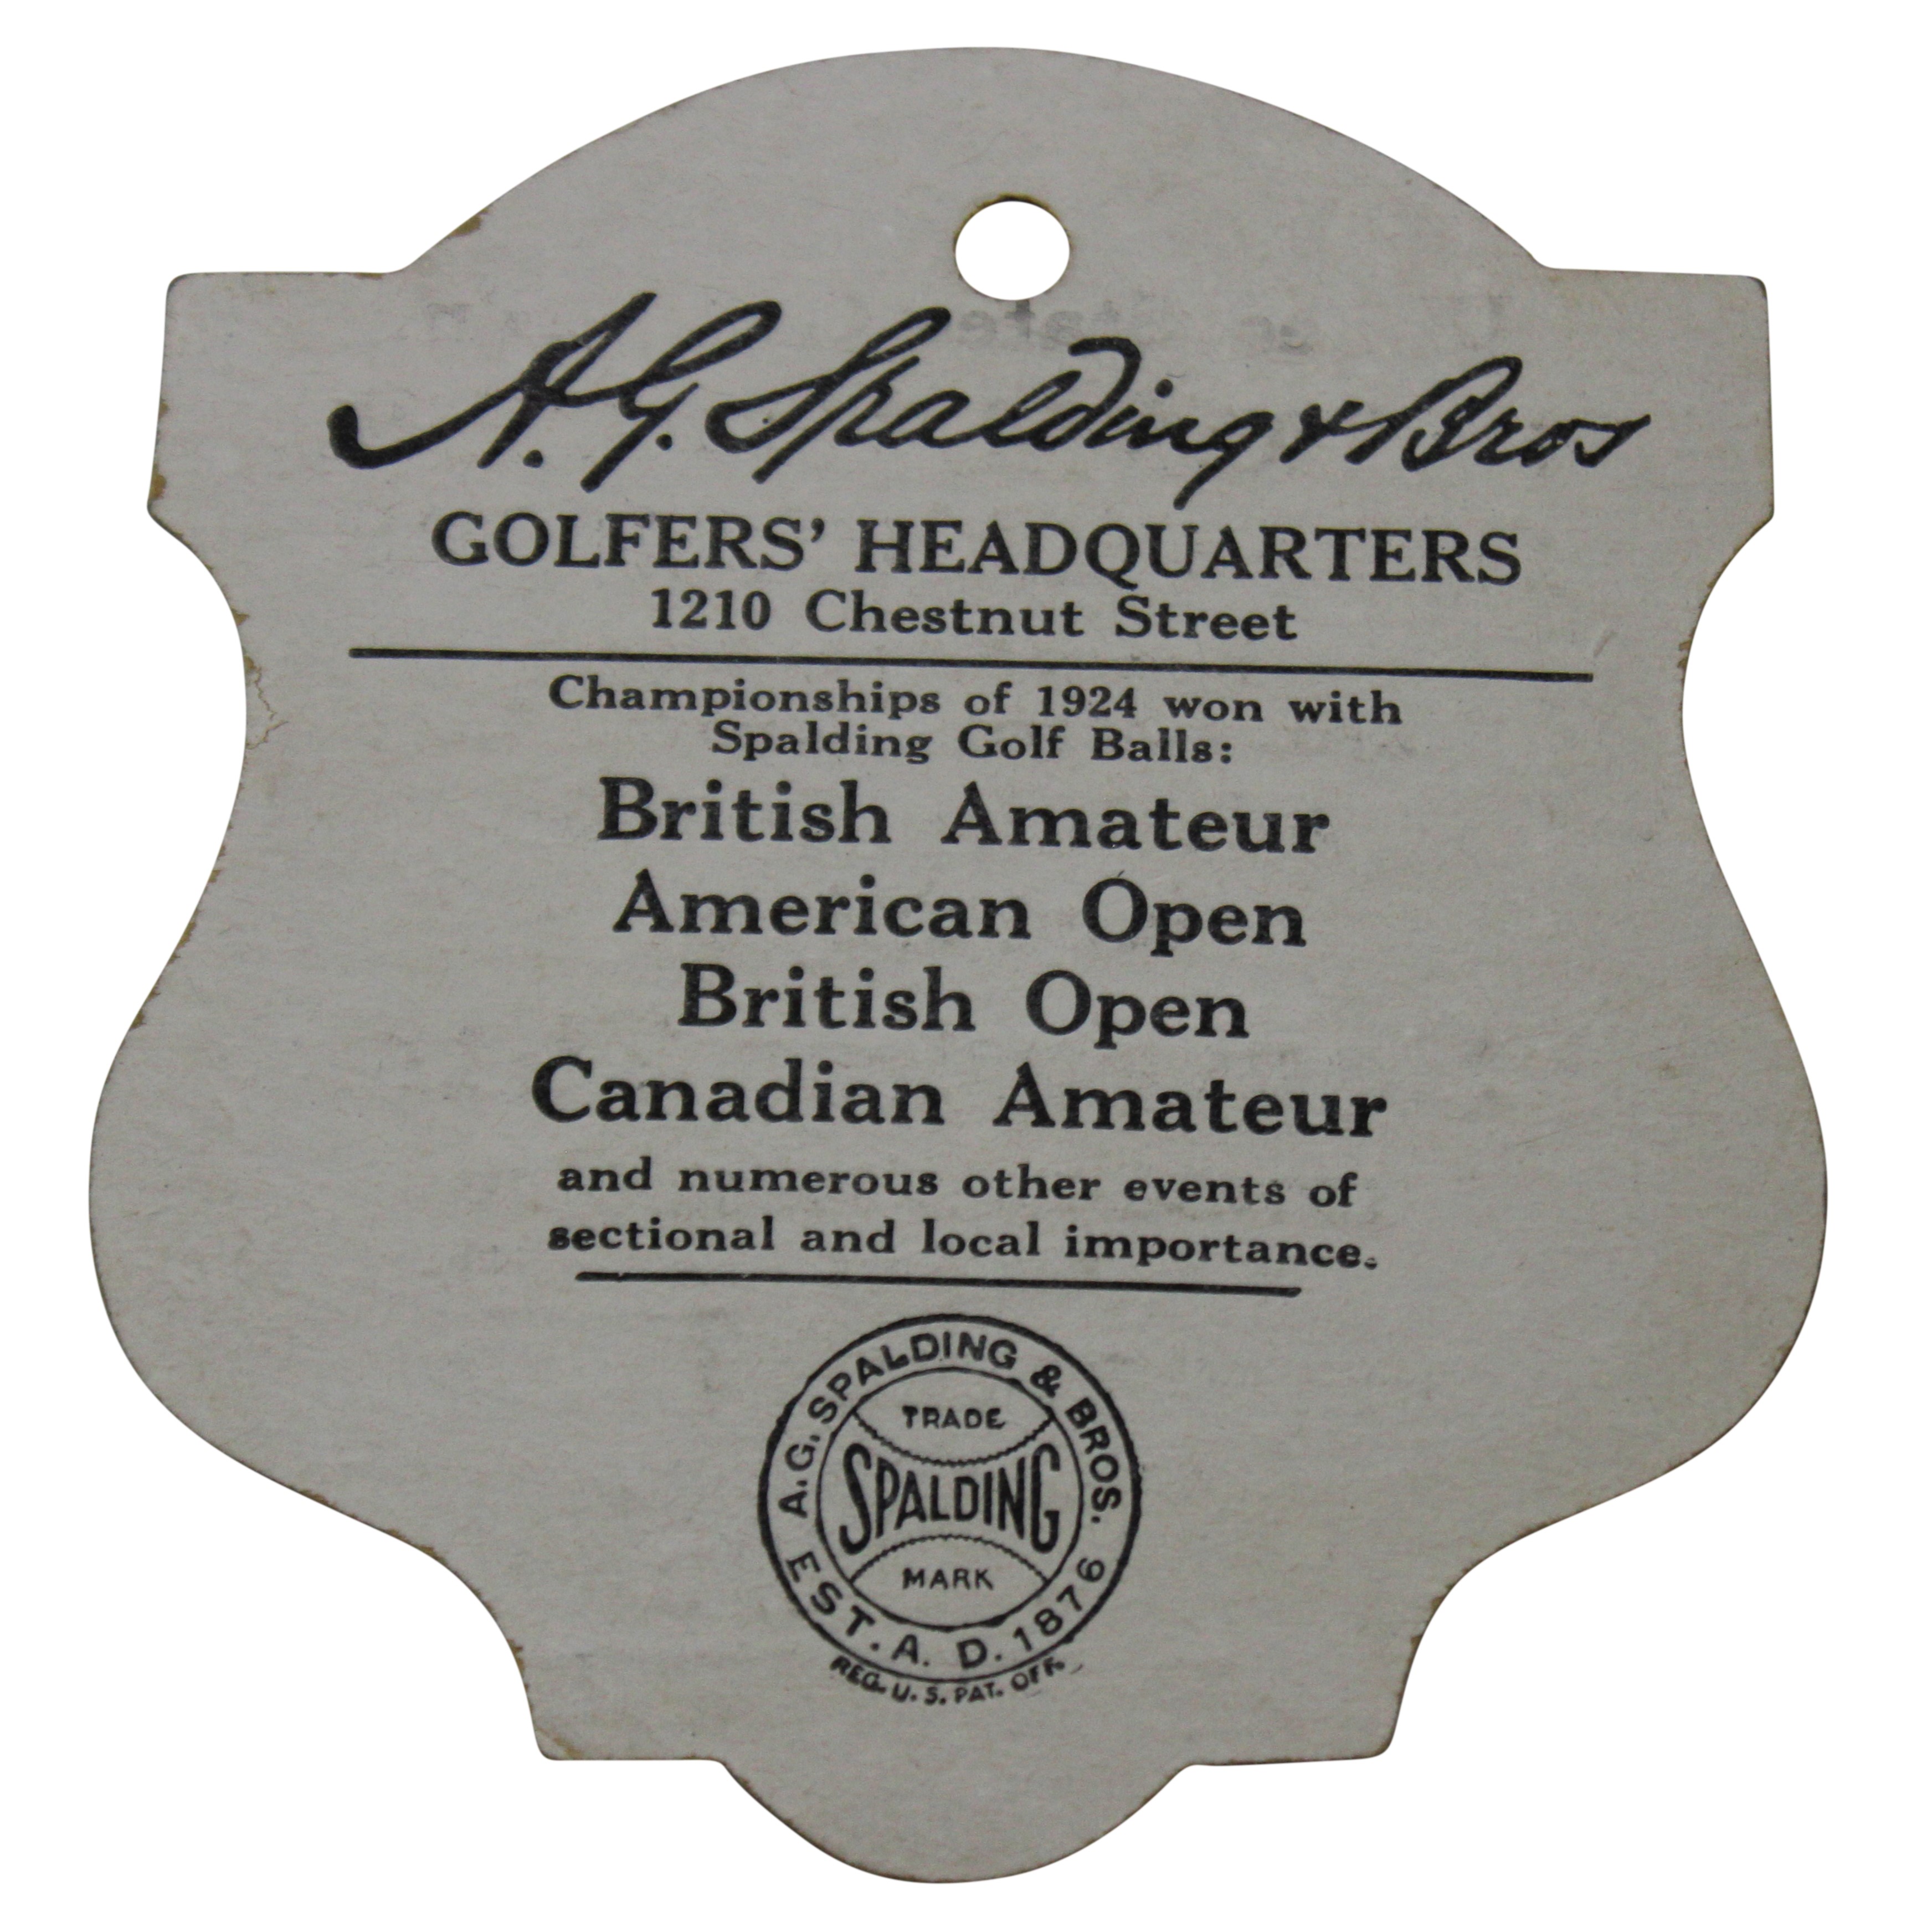 A. G. Spalding & Bros
GOLFERS' HEADQUARTERS
1210 Chestnut Street
Championships of 1924 won with
Spalding Golf Balls:
British Amateur
American Open
British Open
Canadian Amateur
and numerous other events of
sectional and local importance.
A. G. SPALDING & BROS.
TRADE
SPALDING
MARK
EST. A. D. 1876
REG. U. S. PAT. OFF.